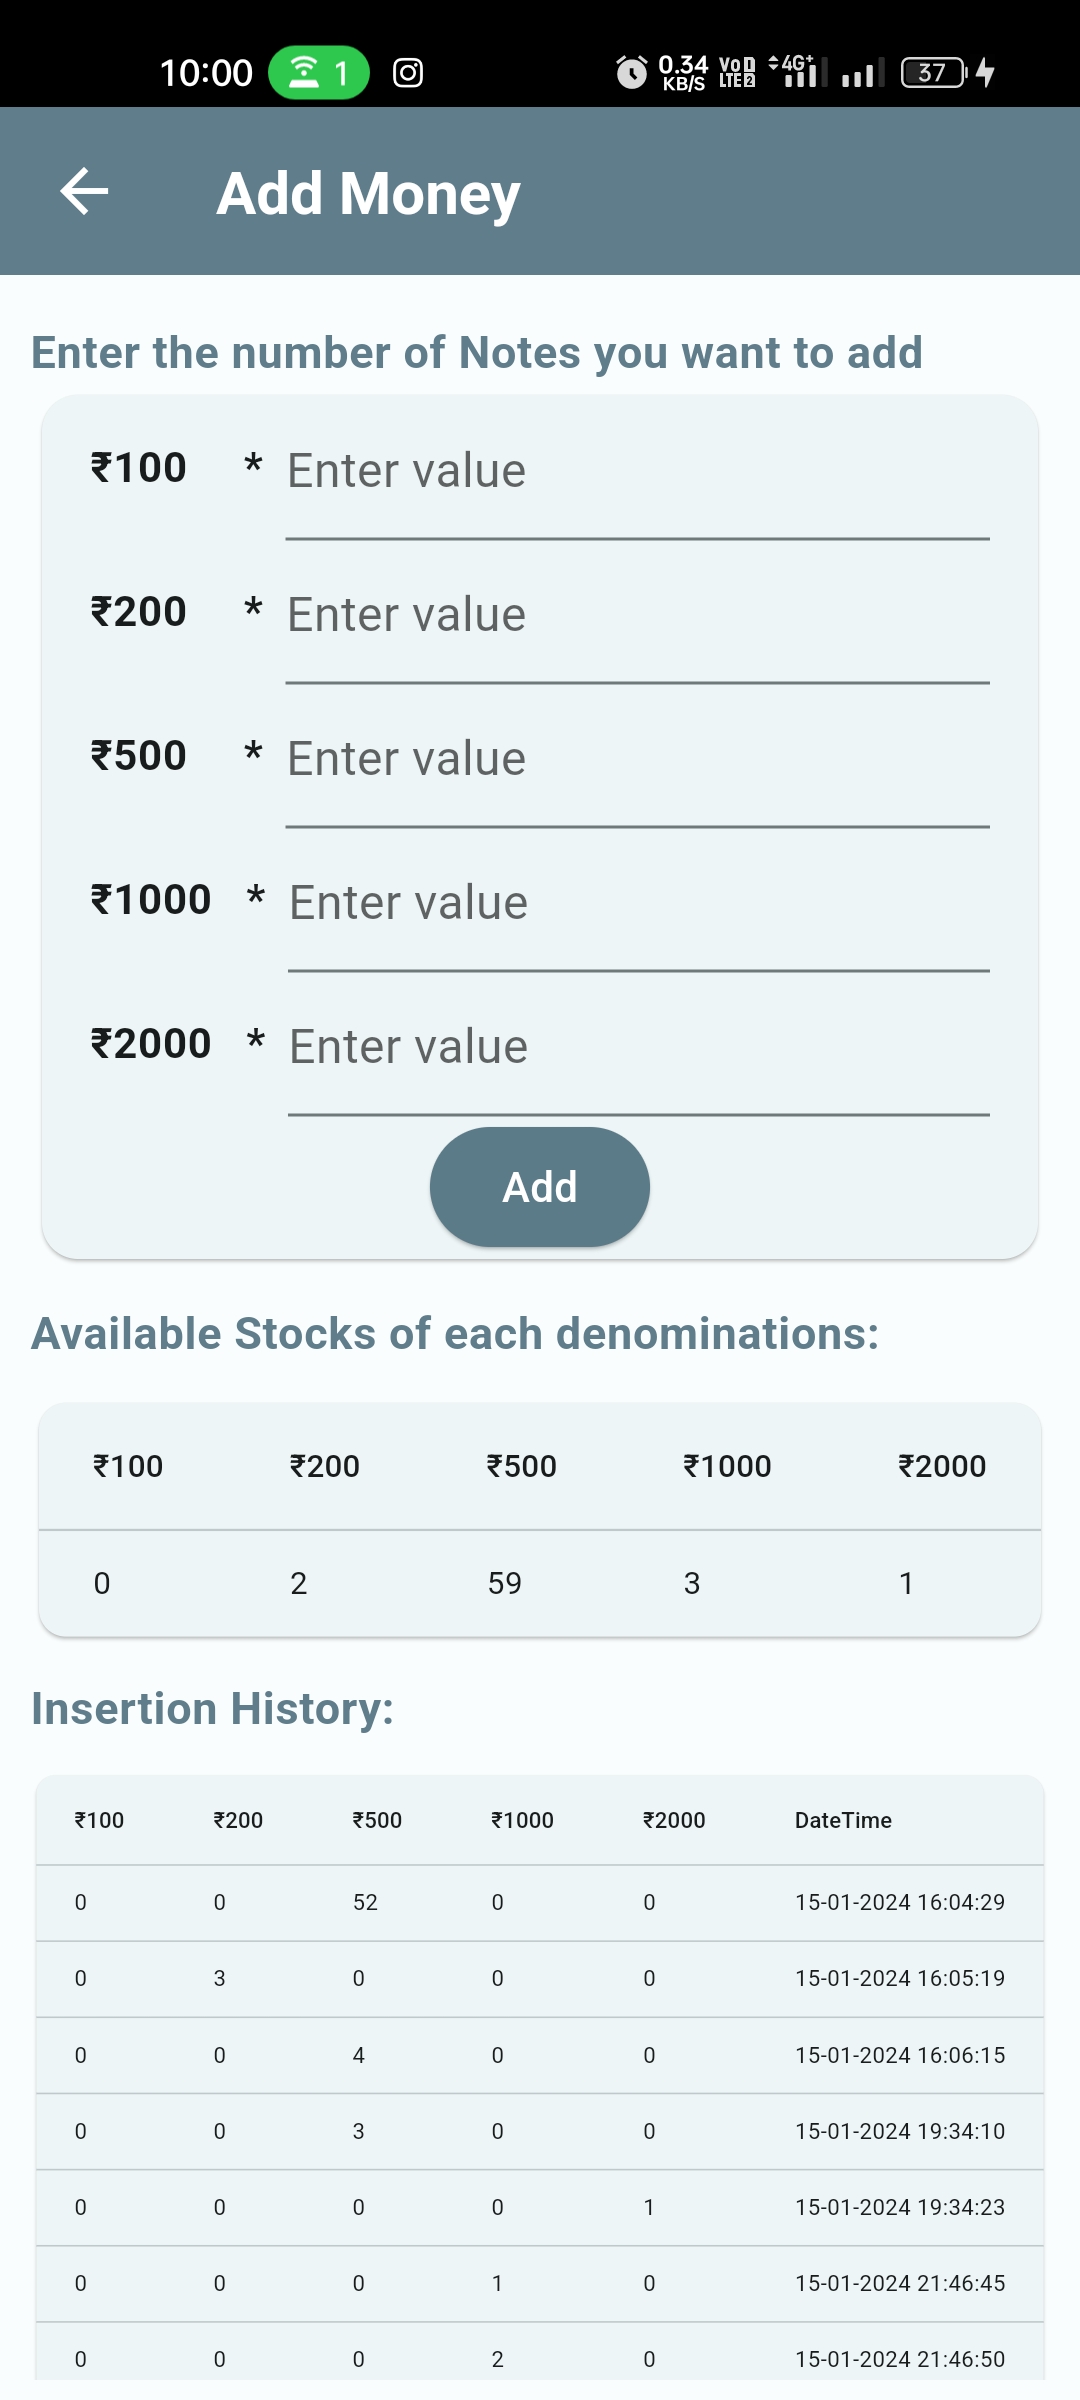 10:00 1 0.34 KB/S Vo 1 LTE 2 4G+ 37
Add Money
Enter the number of Notes you want to add
₹100 * Enter value
₹200 * Enter value
₹500 * Enter value
₹1000 * Enter value
₹2000 * Enter value
Add
Available Stocks of each denominations:
₹100 ₹200 ₹500 ₹1000 ₹2000
0 2 59 3 1
Insertion History:
₹100 ₹200 ₹500 ₹1000 ₹2000 DateTime
0 0 52 0 0 15-01-2024 16:04:29
0 3 0 0 0 15-01-2024 16:05:19
0 0 4 0 0 15-01-2024 16:06:15
0 0 3 0 0 15-01-2024 19:34:10
0 0 0 0 1 15-01-2024 19:34:23
0 0 0 1 0 15-01-2024 21:46:45
0 0 0 2 0 15-01-2024 21:46:50